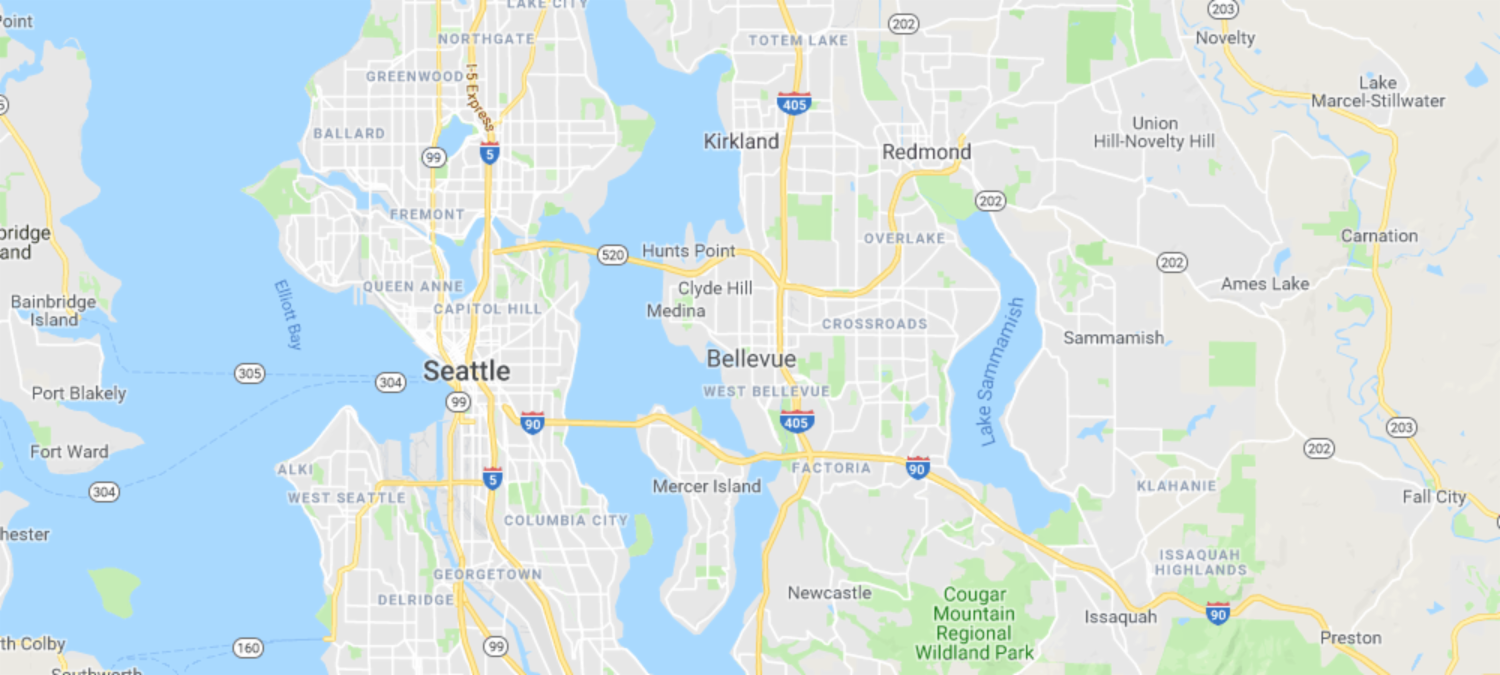 LAKE CITY
Point
203
202
Novelty
NORTHGATE
TOTEM LAKE
I-5 Express
GREENWOOD
Lake
Marcel-Stillwater
405
BALLARD
Union
Hill-Novelty Hill
Kirkland
Redmond
99
5
202
FREMONT
bridge
and
OVERLAKE
Carnation
Hunts Point
520
202
QUEEN ANNE
Clyde Hill
Ames Lake
Bainbridge
Island
Elliott Bay
CAPITOL HILL
Medina
CROSSROADS
Sammamish
Lake Sammamish
Seattle
Bellevue
305
304
WEST BELLEVUE
Port Blakely
99
90
405
203
Fort Ward
202
ALKI
FACTORIA
90
5
304
WEST SEATTLE
Mercer Island
KLAHANIE
Fall City
COLUMBIA CITY
hester
ISSAQUAH
HIGHLANDS
GEORGETOWN
DELRIDGE
Newcastle
Cougar
Mountain
Regional
Wildland Park
Issaquah
90
Preston
th Colby
160
99
Southworth